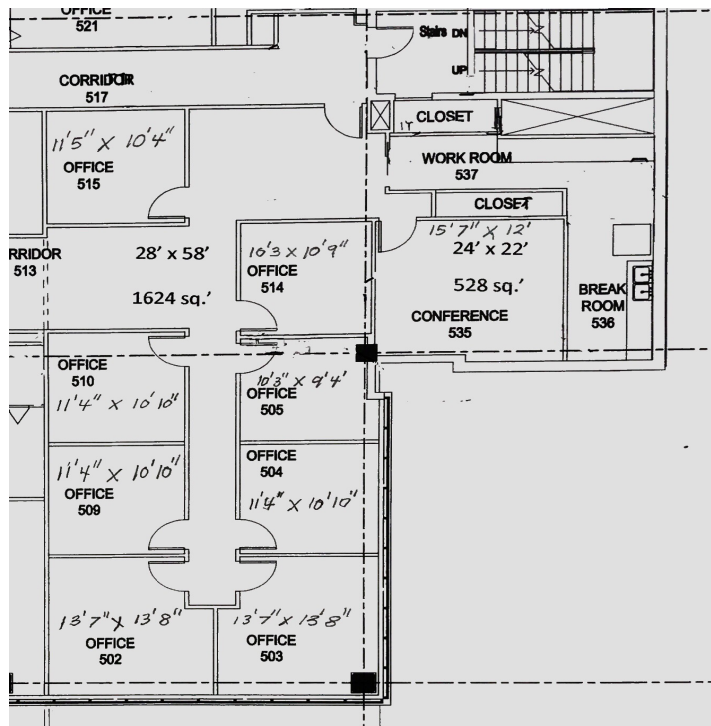 OFFICE
521
Stairs DN
UP
CORRIDOR
517
CLOSET
11'5" X 10'4"
OFFICE
515
WORK ROOM
537
CLOSET
15'7" X 12'
24' x 22'
528 sq.'
CONFERENCE
535
RRIDOR
513
28' x 58'
1624 sq.'
10'3 X 10'9"
OFFICE
514
BREAK
ROOM
536
OFFICE
510
11'4" X 10'10"
10'3" X 9'4'
OFFICE
505
11'4" X 10'10"
OFFICE
509
OFFICE
504
11'4" X 10'10"
13'7" X 13'8"
OFFICE
502
13'7" X 13'8"
OFFICE
503